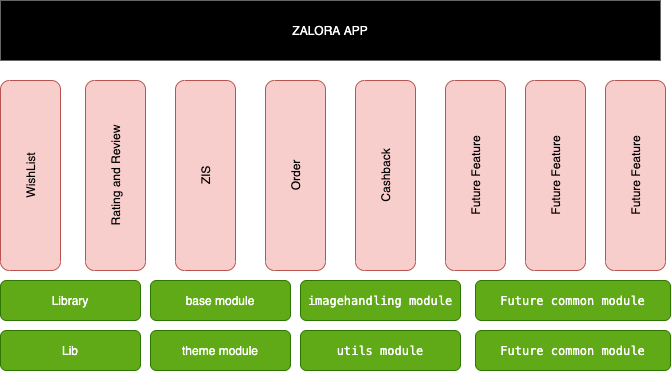 ZALORA APP
WishList
Rating and Review
ZIS
Order
Cashback
Future Feature
Future Feature
Future Feature
Library
base module
imagehandling module
Future common module
Lib
theme module
utils module
Future common module